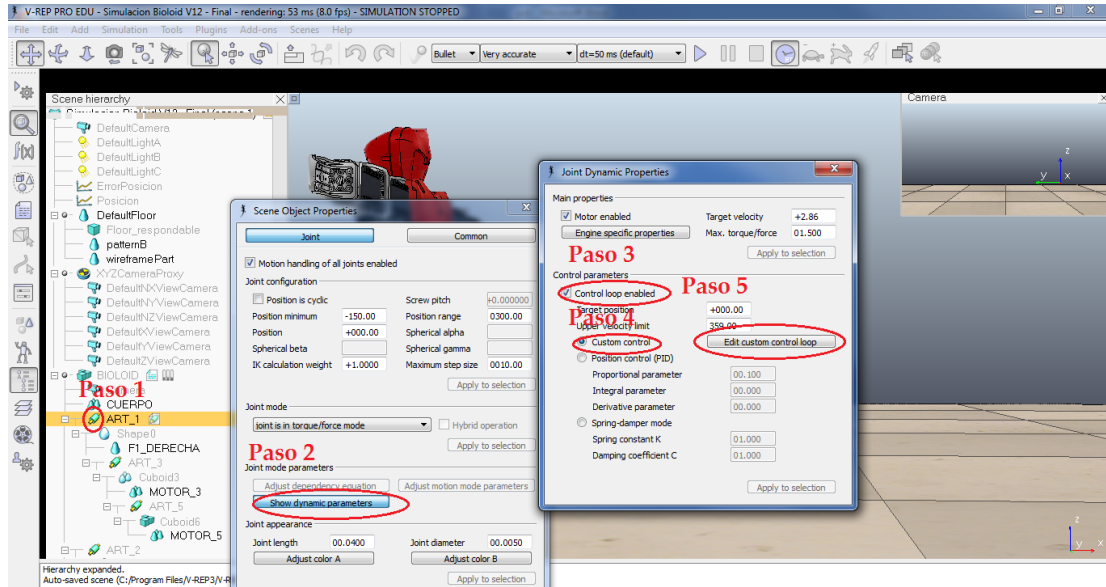 V-REP PRO EDU - Simulacion Bioloid V12 - Final - rendering: 53 ms (8.0 fps) - SIMULATION STOPPED
File Edit Add Simulation Tools Plugins Add-ons Scenes Help
Bullet Very accurate dt=50 ms (default)
Scene hierarchy
DefaultCamera
DefaultLightA
DefaultLightB
DefaultLightC
ErrorPosicion
Posicion
DefaultFloor
Floor_respondable
patternB
wireframePart
XYZCameraProxy
DefaultNXViewCamera
DefaultNYViewCamera
DefaultNZViewCamera
DefaultXViewCamera
DefaultYViewCamera
DefaultZViewCamera
BIOLOID
Paso 1
CUERPO
ART_1
Shape0
F1_DERECHA
ART_3
Cuboid3
MOTOR_3
ART_5
Cuboid6
MOTOR_5
ART_2
Hierarchy expanded.
Auto-saved scene (C:/Program Files/V-REP3/V-R
Scene Object Properties
Joint Common
Motion handling of all joints enabled
Joint configuration
Position is cyclic Screw pitch +0.000000
Position minimum -150.00 Position range 0300.00
Position +000.00 Spherical alpha
Spherical beta Spherical gamma
IK calculation weight +1.0000 Maximum step size 0010.00
Apply to selection
Joint mode
joint is in torque/force mode Hybrid operation
Apply to selection
Paso 2
Joint mode parameters
Adjust dependency equation Adjust motion mode parameters
Show dynamic parameters
Joint appearance
Joint length 00.0400 Joint diameter 00.0050
Adjust color A Adjust color B
Apply to selection
Joint Dynamic Properties
Main properties
Motor enabled Target velocity +2.86
Engine specific properties Max. torque/force 01.500
Apply to selection
Paso 3
Control parameters
Control loop enabled
Paso 5
Target position +000.00
Paso 4
Upper velocity limit 359.00
Custom control Edit custom control loop
Position control (PID)
Proportional parameter 00.100
Integral parameter 00.000
Derivative parameter 00.000
Spring-damper mode
Spring constant K 01.000
Damping coefficient C 01.000
Apply to selection
Camera
z
y x
z
y x